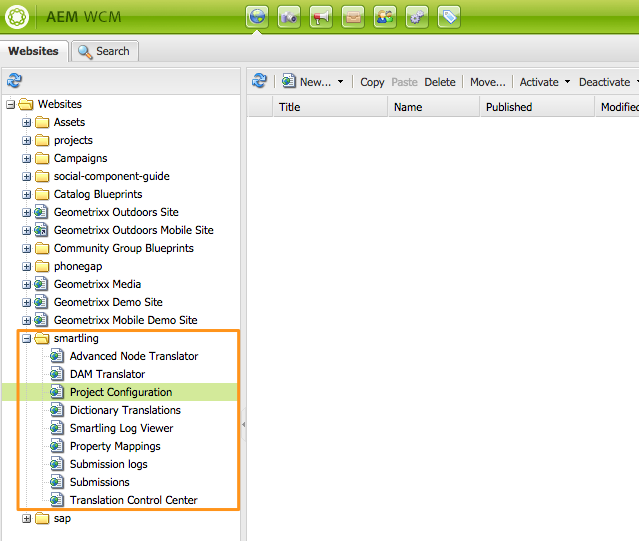 AEM WCM
Websites
Search
New... Copy Paste Delete Move... Activate Deactivate
Title Name Published Modified
Websites
Assets
projects
Campaigns
social-component-guide
Catalog Blueprints
Geometrixx Outdoors Site
Geometrixx Outdoors Mobile Site
Community Group Blueprints
phonegap
Geometrixx Media
Geometrixx Demo Site
Geometrixx Mobile Demo Site
smartling
Advanced Node Translator
DAM Translator
Project Configuration
Dictionary Translations
Smartling Log Viewer
Property Mappings
Submission logs
Submissions
Translation Control Center
sap